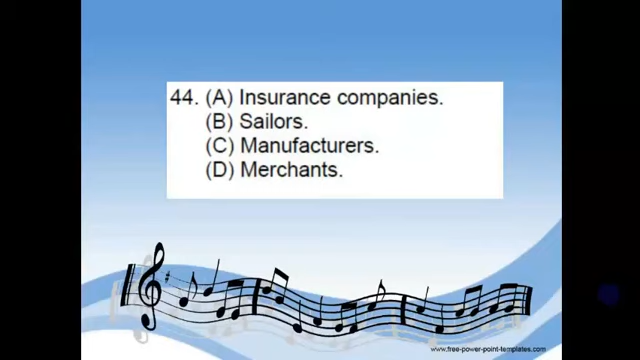 44. (A) Insurance companies.
(B) Sailors.
(C) Manufacturers.
(D) Merchants.
www.free-power-point-templates.com